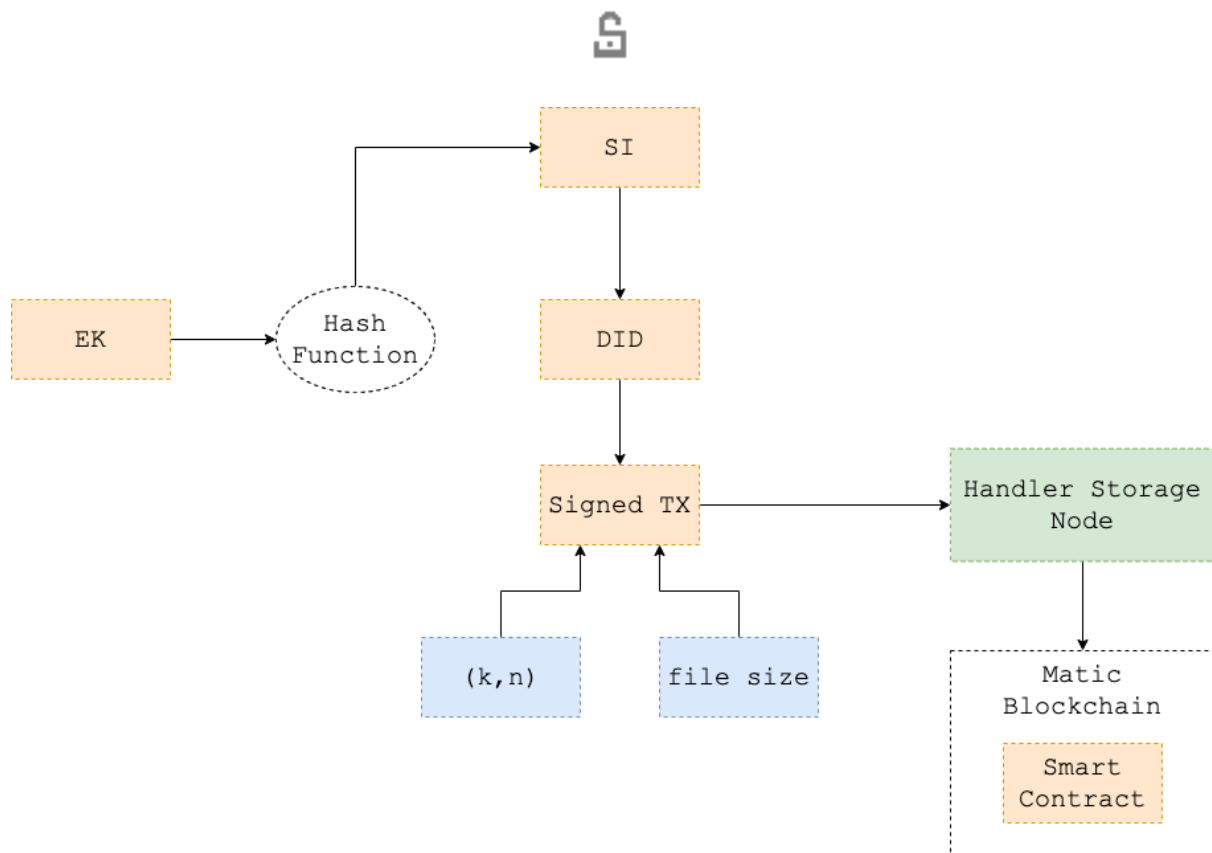 SI
EK
Hash
Function
DID
Signed TX
Handler Storage
Node
(k,n)
file size
Matic
Blockchain
Smart
Contract